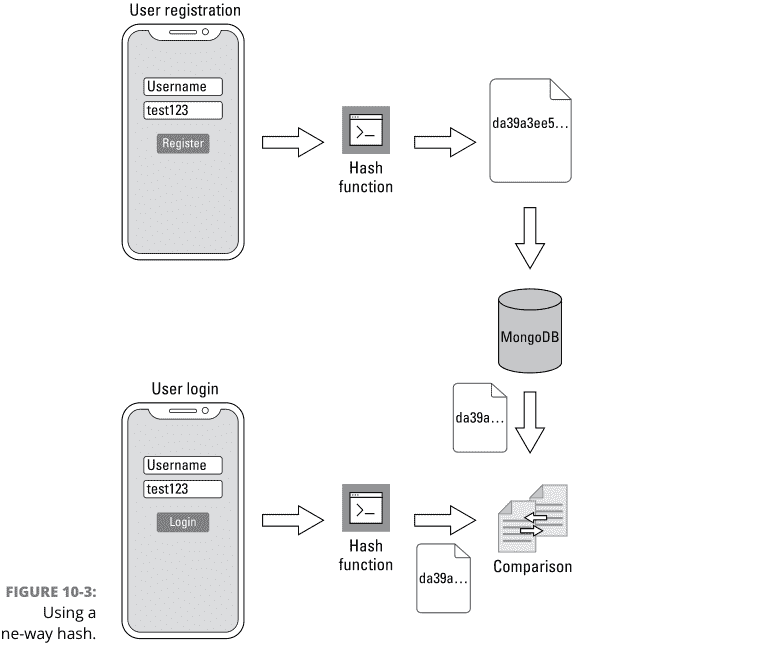 User registration
Username
test123
Register
Hash
function
da39a3ee5...
MongoDB
da39a...
User login
Username
test123
Login
Hash
function
da39a...
Comparison
FIGURE 10-3:
Using a
ne-way hash.